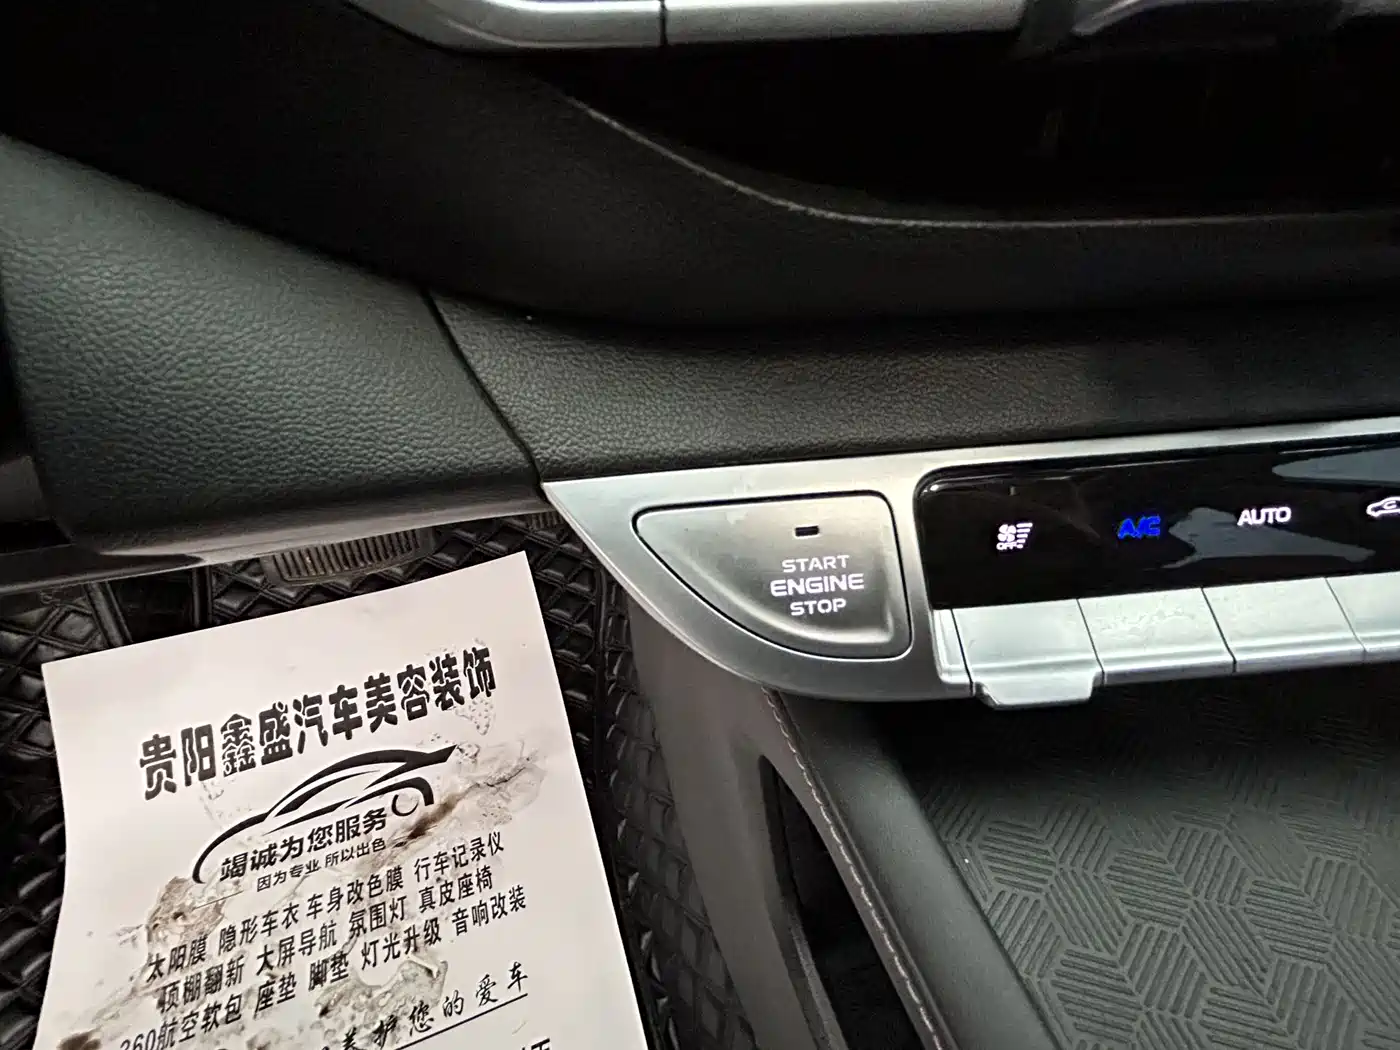 START
ENGINE
STOP
OFF
A/C
AUTO
贵阳鑫盛汽车美容装饰
竭诚为您服务
因为专业 所以出色
太阳膜 隐形车衣 车身改色膜 行车记录仪
顶棚翻新 大屏导航 氛围灯 真皮座椅
360航空软包 座垫 脚垫 灯光升级 音响改装
养护您的爱车